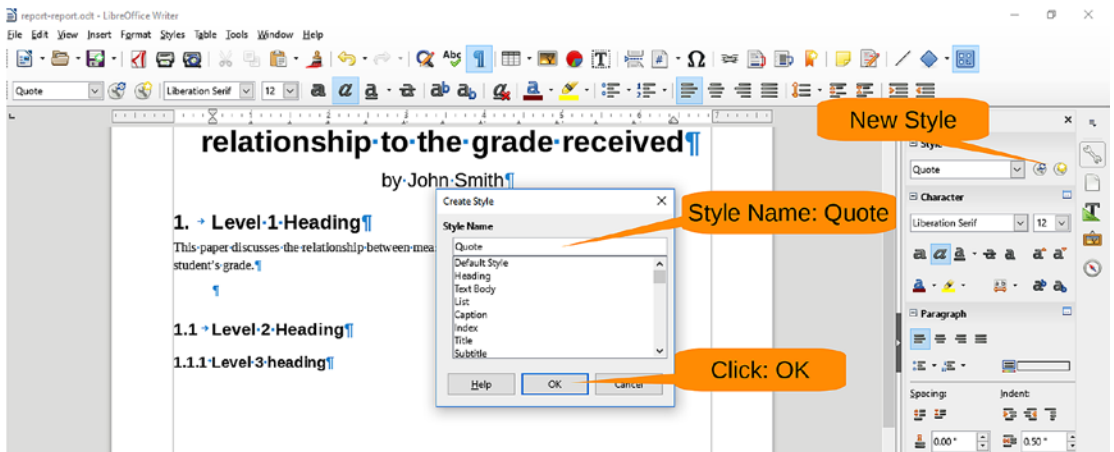 report-report.odt - LibreOffice Writer
File Edit View Insert Format Styles Table Tools Window Help
Quote
Liberation Serif
12
New Style
Style
Quote
Character
Liberation Serif 12
relationship·to·the·grade·received¶
by·John·Smith¶
1. Level·1·Heading¶
This·paper·discusses·the·relationship·between·mea
student's·grade.¶
¶
1.1 Level·2·Heading¶
1.1.1 Level·3·heading¶
Create Style
Style Name
Quote
Default Style
Heading
Text Body
List
Caption
Index
Title
Subtitle
Help OK Cancel
Style Name: Quote
Click: OK
Paragraph
Spacing: Indent:
0.00" 0.50"